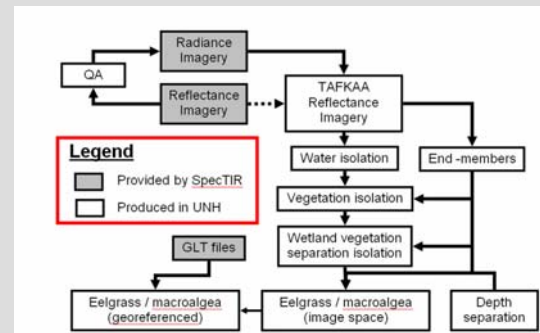 Radiance
Imagery
QA
Reflectance
Imagery
TAFKAA
Reflectance
Imagery
Legend
Provided by SpecTIR
Produced in UNH
Water isolation
End -members
Vegetation isolation
Wetland vegetation
separation isolation
GLT files
Eelgrass / macroalgea
(georeferenced)
Eelgrass / macroalgea
(image space)
Depth
separation